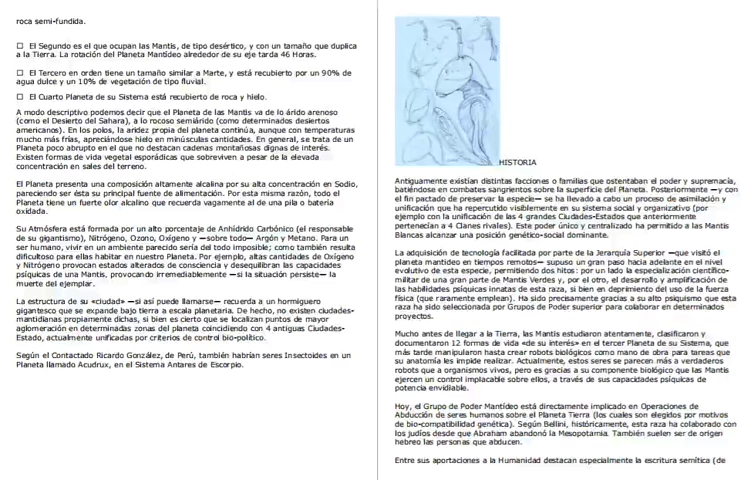 roca semi-fundida.
☐ El Segundo es el que ocupan las Mantis, de tipo desértico, y con un tamaño que duplica
a la Tierra. La rotación del Planeta Mantídeo alrededor de su eje tarda 46 Horas.
☐ El Tercero en orden tiene un tamaño similar a Marte, y está recubierto por un 90% de
agua dulce y un 10% de vegetación de tipo fluvial.
☐ El Cuarto Planeta de su Sistema está recubierto de roca y hielo.
A modo descriptivo podemos decir que el Planeta de las Mantis va de lo árido arenoso
(como el Desierto del Sahara), a lo rocoso semiárido (como determinados desiertos
americanos). En los polos, la aridez propia del planeta continúa, aunque con temperaturas
mucho más frías, apreciándose hielo en minúsculas cantidades. En general, se trata de un
Planeta poco abrupto en el que no destacan cadenas montañosas dignas de interés.
Existen formas de vida vegetal esporádicas que sobreviven a pesar de la elevada
concentración en sales del terreno.
El Planeta presenta una composición altamente alcalina por su alta concentración en Sodio,
pareciendo ser ésta su principal fuente de alimentación. Por esta misma razón, todo el
Planeta tiene un fuerte olor alcalino que recuerda vagamente al de una pila o batería
oxidada.
Su Atmósfera está formada por un alto porcentaje de Anhídrido Carbónico (el responsable
de su gigantismo), Nitrógeno, Ozono, Oxígeno y —sobre todo— Argón y Metano. Para un
ser humano, vivir en un ambiente parecido sería del todo imposible; como también resulta
dificultoso para ellas habitar en nuestro Planeta. Por ejemplo, altas cantidades de Oxígeno
y Nitrógeno provocan estados alterados de consciencia y desequilibran las capacidades
psíquicas de una Mantis, provocando irremediablemente —si la situación persiste— la
muerte del ejemplar.
La estructura de su «ciudad» —si así puede llamarse— recuerda a un hormiguero
gigantesco que se expande bajo tierra a escala planetaria. De hecho, no existen ciudades-
mantidianas propiamente dichas, si bien es cierto que se localizan puntos de mayor
aglomeración en determinadas zonas del planeta coincidiendo con 4 antiguas Ciudades-
Estado, actualmente unificadas por criterios de control bio-político.
Según el Contactado Ricardo González, de Perú, también habrían seres Insectoides en un
Planeta llamado Acudrux, en el Sistema Antares de Escorpio.
HISTORIA
Antiguamente existían distintas facciones o familias que ostentaban el poder y supremacía,
batiéndose en combates sangrientos sobre la superficie del Planeta. Posteriormente —y con
el fin pactado de preservar la especie— se ha llevado a cabo un proceso de asimilación y
unificación que ha repercutido visiblemente en su sistema social y organizativo (por
ejemplo con la unificación de las 4 grandes Ciudades-Estados que anteriormente
pertenecían a 4 Clanes rivales). Este poder único y centralizado ha permitido a las Mantis
Blancas alcanzar una posición genético-social dominante.
La adquisición de tecnología facilitada por parte de la Jerarquía Superior —que visitó el
planeta mantideo en tiempos remotos— supuso un gran paso hacia adelante en el nivel
evolutivo de esta especie, permitiendo dos hitos: por un lado la especialización científico-
militar de una gran parte de Mantis Verdes y, por el otro, el desarrollo y amplificación de
las habilidades psíquicas innatas de esta raza, si bien en deprimiento del uso de la fuerza
física (que raramente emplean). Ha sido precisamente gracias a su alto psiquismo que esta
raza ha sido seleccionada por Grupos de Poder superior para colaborar en determinados
proyectos.
Mucho antes de llegar a la Tierra, las Mantis estudiaron atentamente, clasificaron y
documentaron 12 formas de vida «de su interés» en el tercer Planeta de su Sistema, que
más tarde manipularon hasta crear robots biológicos como mano de obra para tareas que
su anatomía les impide realizar. Actualmente, estos seres se parecen más a verdaderos
robots que a organismos vivos, pero es gracias a su componente biológico que las Mantis
ejercen un control implacable sobre ellos, a través de sus capacidades psíquicas de
potencia envidiable.
Hoy, el Grupo de Poder Mantídeo está directamente implicado en Operaciones de
Abducción de seres humanos sobre el Planeta Tierra (los cuales son elegidos por motivos
de bio-compatibilidad genética). Según Bellini, históricamente, esta raza ha colaborado con
los judíos desde que Abraham abandonó la Mesopotamia. También suelen ser de origen
hebreo las personas que abducen.
Entre sus aportaciones a la Humanidad destacan especialmente la escritura semítica (de